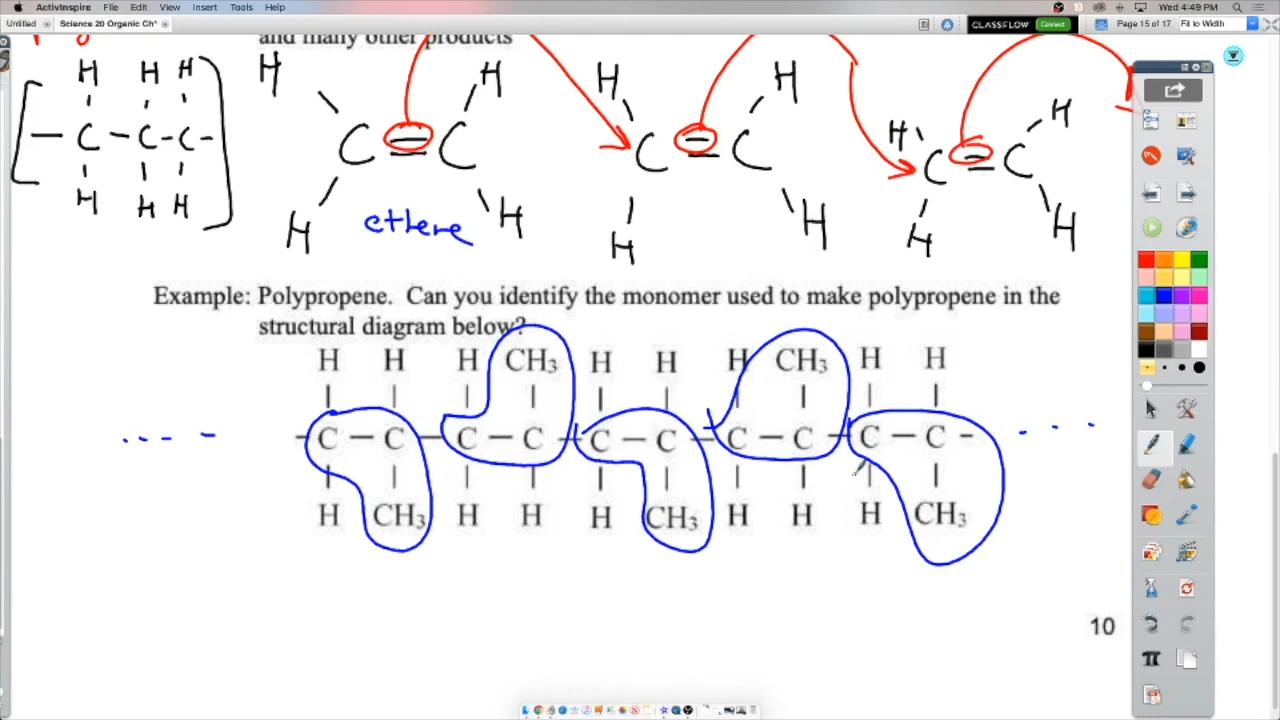 ActivInspire File Edit View Insert Tools Help Wed 4:49 PM
Untitled Science 20 Organic Ch* CLASSFLOW Connect Page 15 of 17 Fit to Width
and many other products
H H H H H H H
C C C C = C C = C H C = C H
H H H H H H H H H
ethene
Example: Polypropene. Can you identify the monomer used to make polypropene in the
structural diagram below?
H H H CH3 H H H CH3 H H
- C - C - C - C - C - C - C - C - C - C -
H CH3 H H H CH3 H H H CH3
10